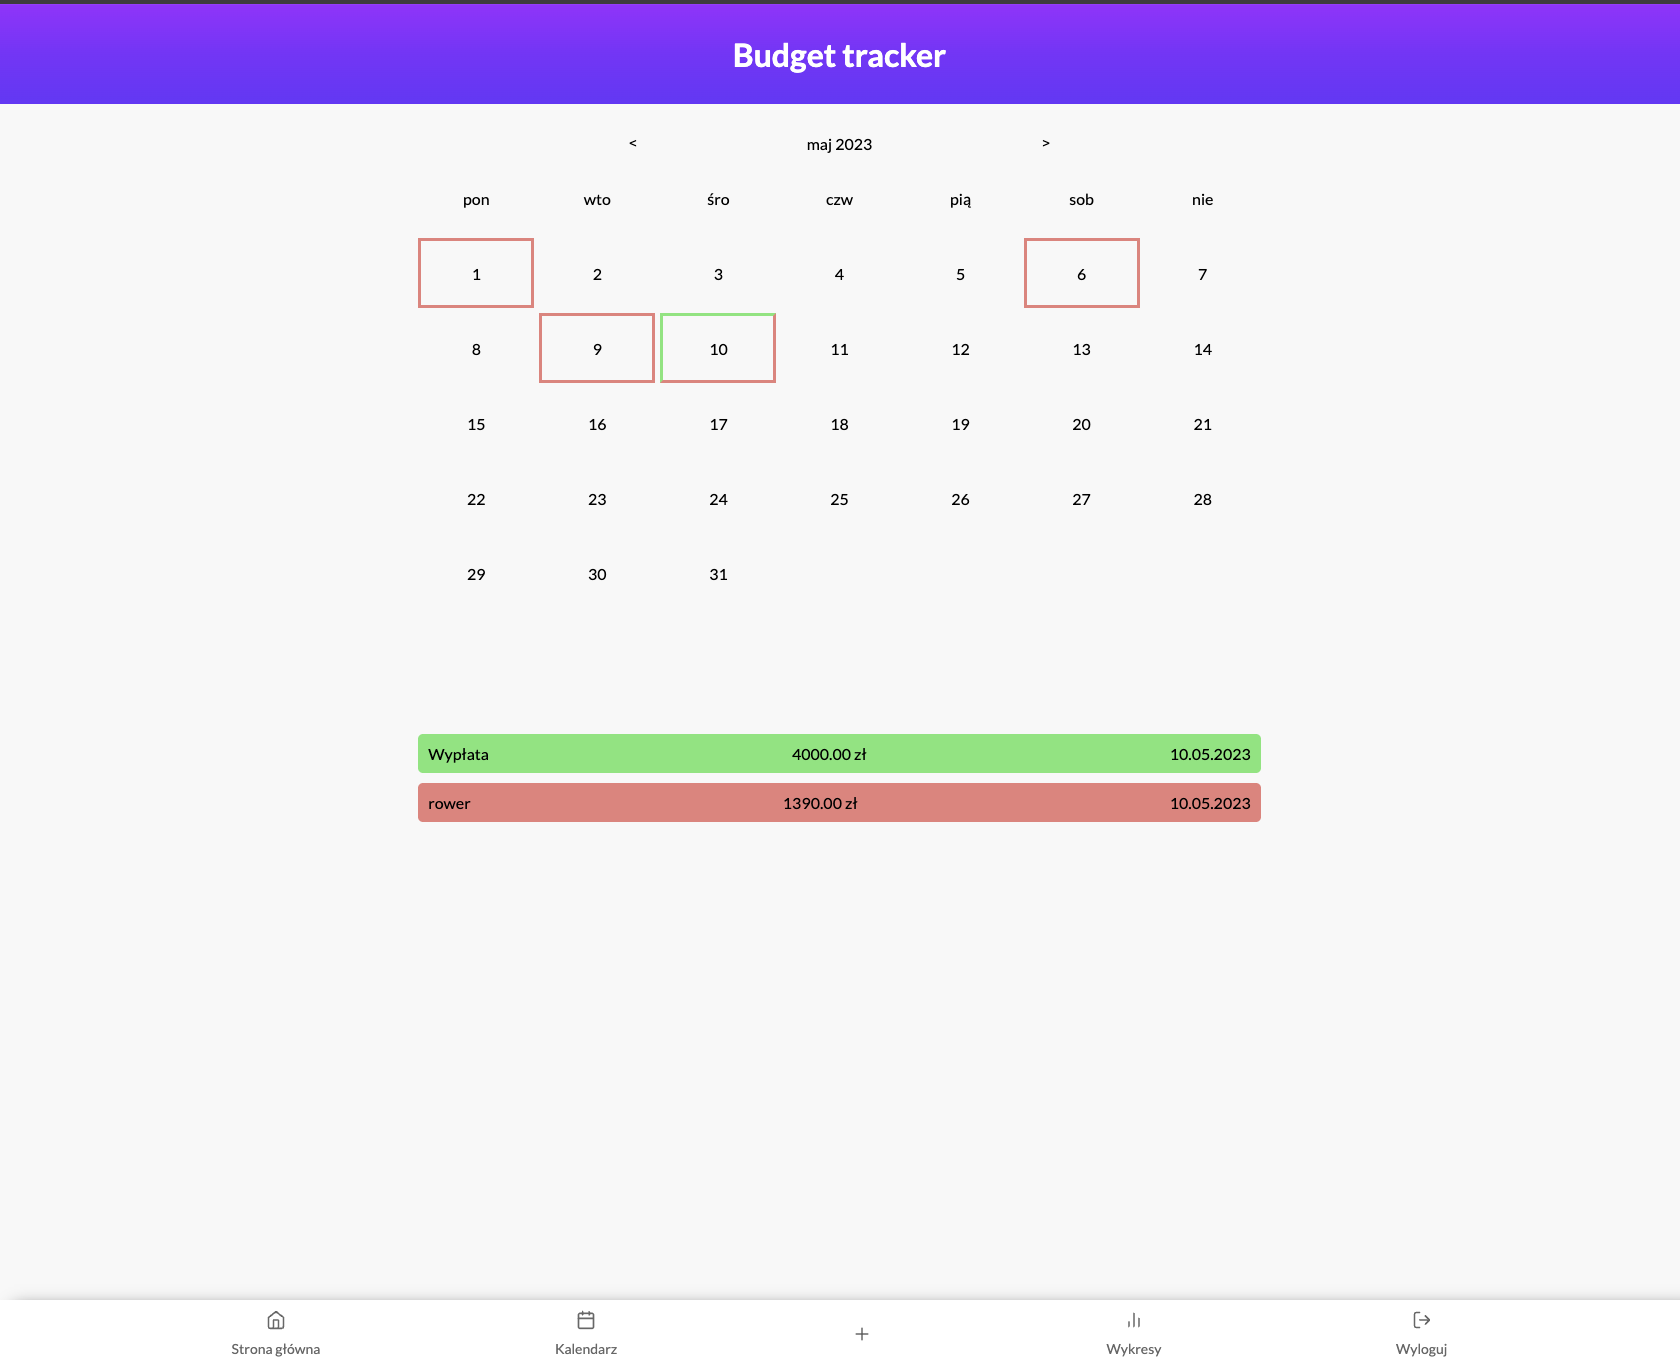 Budget tracker
< maj 2023 >
pon wto śro czw pią sob nie
1 2 3 4 5 6 7
8 9 10 11 12 13 14
15 16 17 18 19 20 21
22 23 24 25 26 27 28
29 30 31
Wypłata 4000.00 zł 10.05.2023
rower 1390.00 zł 10.05.2023
Strona główna Kalendarz + Wykresy Wyloguj